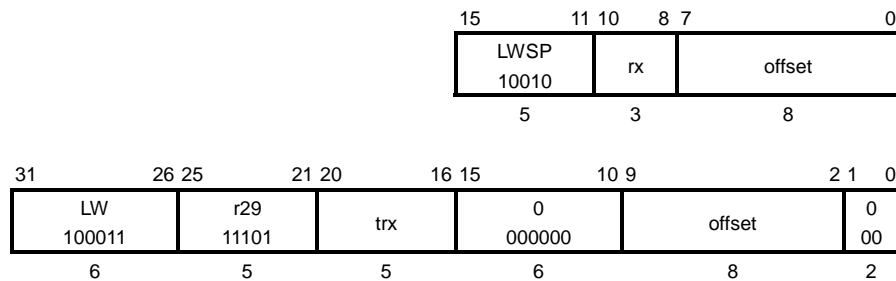 15 11 10 8 7 0
LWSP rx offset
10010
5 3 8
31 26 25 21 20 16 15 10 9 2 1 0
LW r29 trx 0 offset 0
100011 11101 000000 00
6 5 5 6 8 2